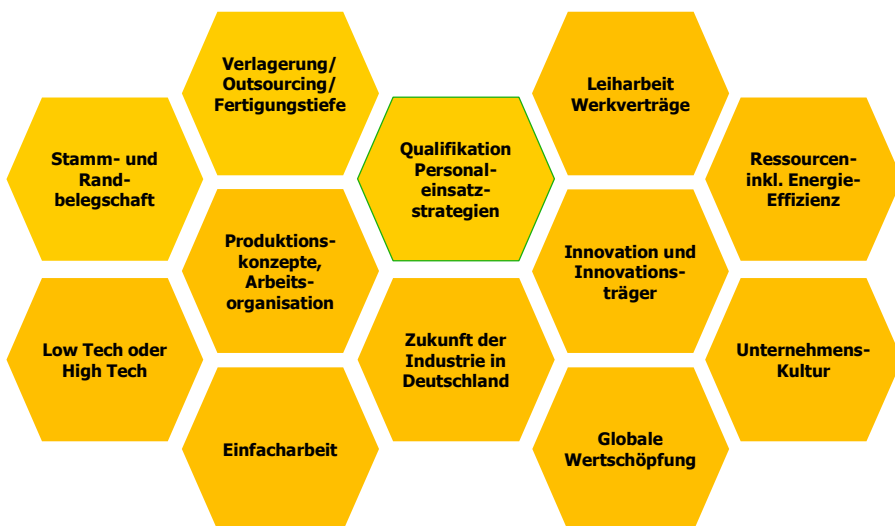 Verlagerung/
Outsourcing/
Fertigungstiefe
Leiharbeit
Werkverträge
Stamm- und
Rand-
belegschaft
Qualifikation
Personal-
einsatz-
strategien
Ressourcen-
inkl. Energie-
Effizienz
Produktions-
konzepte,
Arbeits-
organisation
Innovation und
Innovations-
träger
Low Tech oder
High Tech
Zukunft der
Industrie in
Deutschland
Unternehmens-
Kultur
Einfacharbeit
Globale
Wertschöpfung